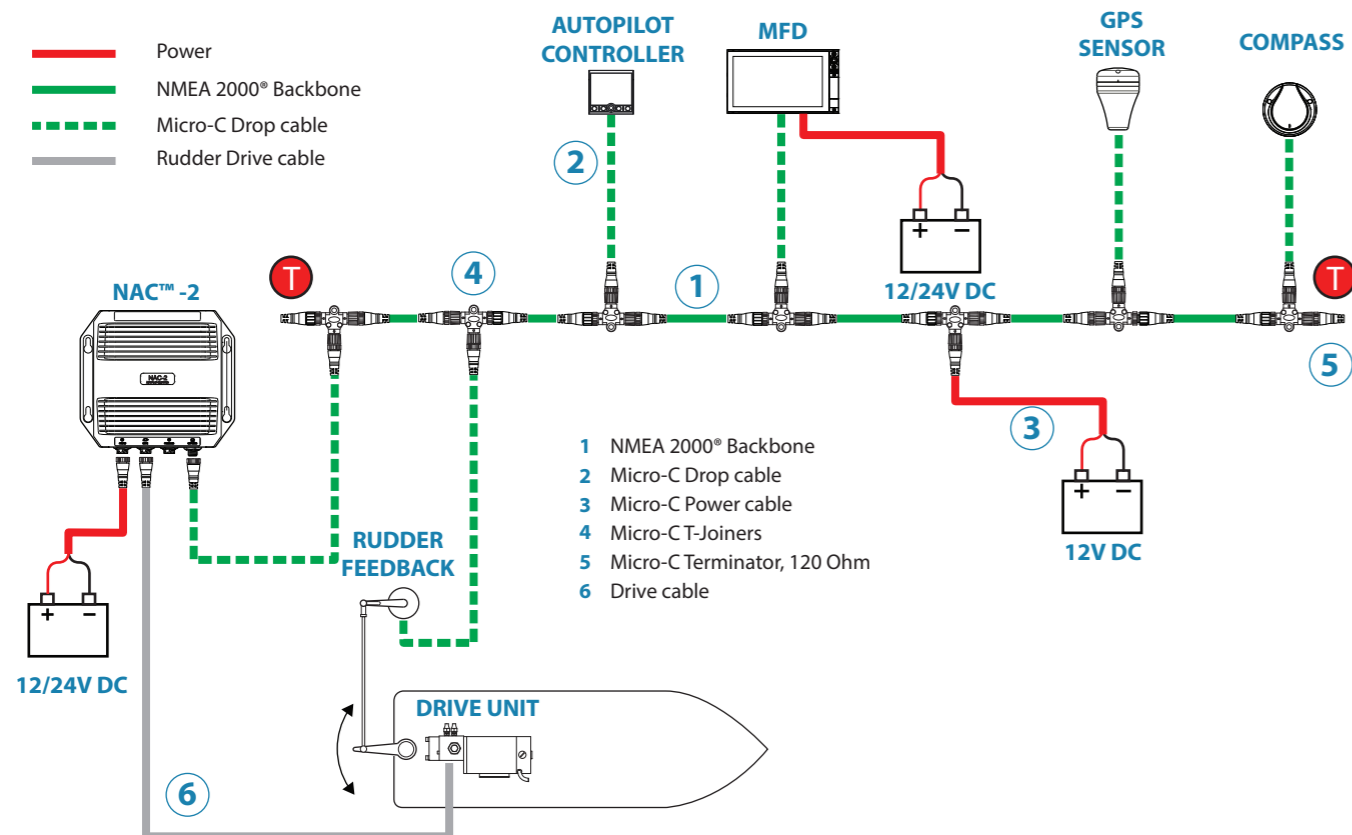 Power
NMEA 2000® Backbone
Micro-C Drop cable
Rudder Drive cable
AUTOPILOT
CONTROLLER
MFD
GPS
SENSOR
COMPASS
2
+ −
12/24V DC
T
4
1
T
5
NAC™ -2
NAC-2
3
+ −
12V DC
1 NMEA 2000® Backbone
2 Micro-C Drop cable
3 Micro-C Power cable
4 Micro-C T-Joiners
5 Micro-C Terminator, 120 Ohm
6 Drive cable
RUDDER
FEEDBACK
+ −
12/24V DC
DRIVE UNIT
6